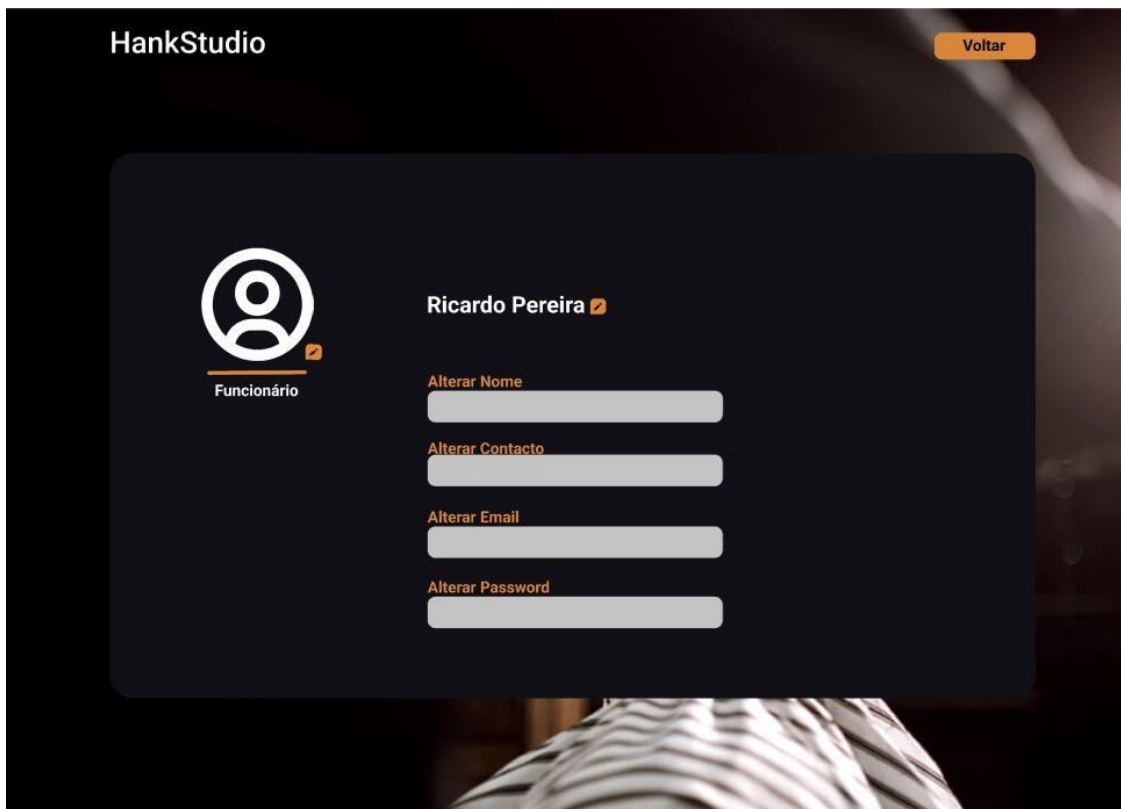 HankStudio
Voltar
Ricardo Pereira
Funcionário
Alterar Nome
Alterar Contacto
Alterar Email
Alterar Password